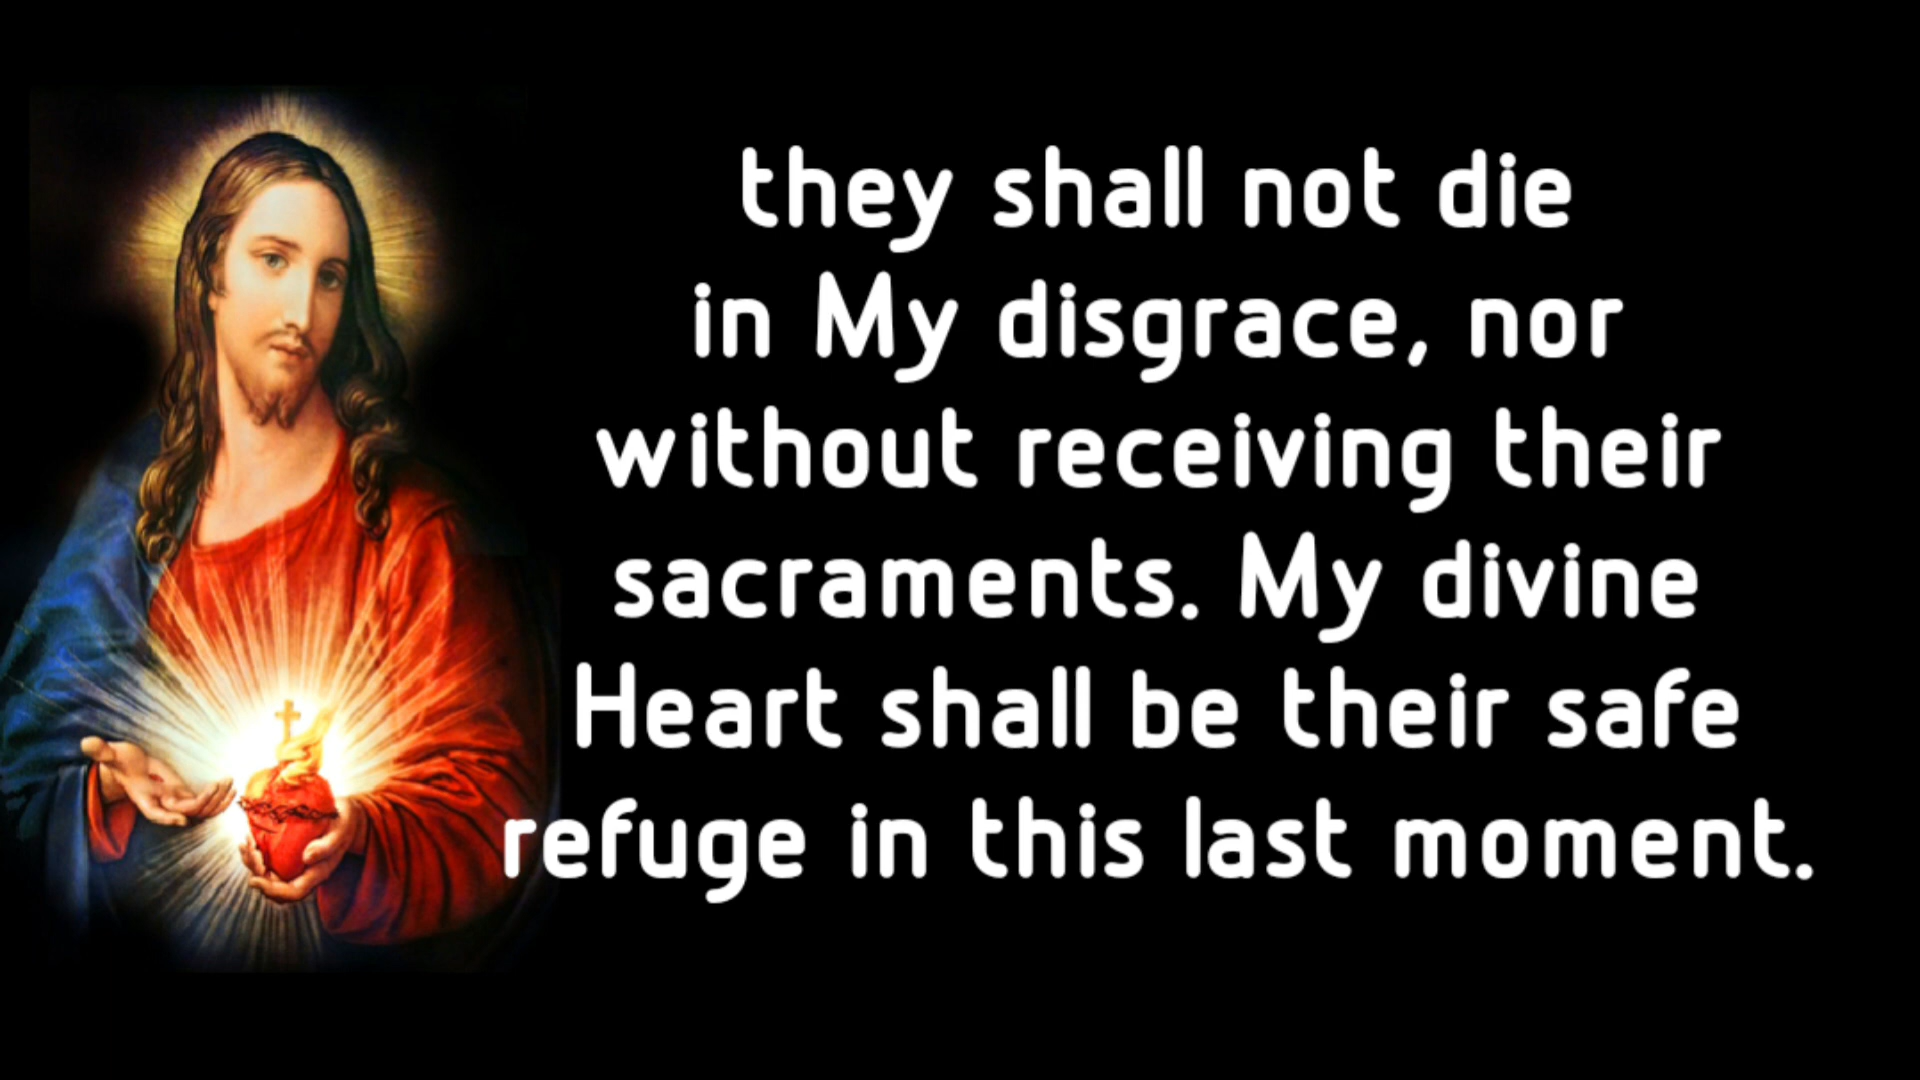 they shall not die
in My disgrace, nor
without receiving their
sacraments. My divine
Heart shall be their safe
refuge in this last moment.